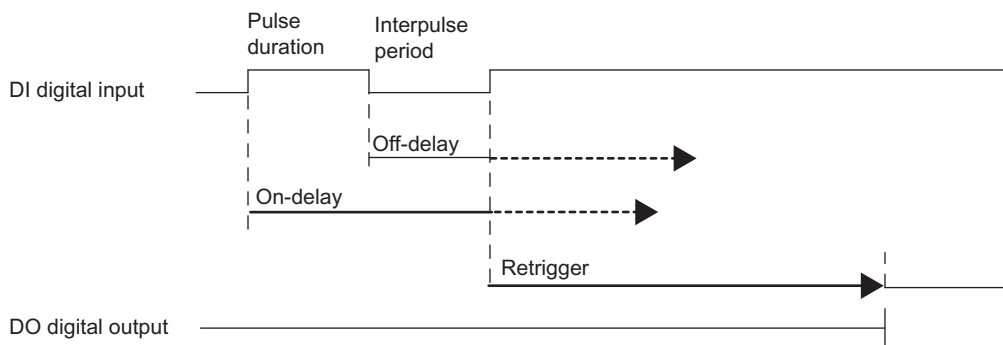 Pulse
duration
Interpulse
period
DI digital input
Off-delay
On-delay
Retrigger
DO digital output